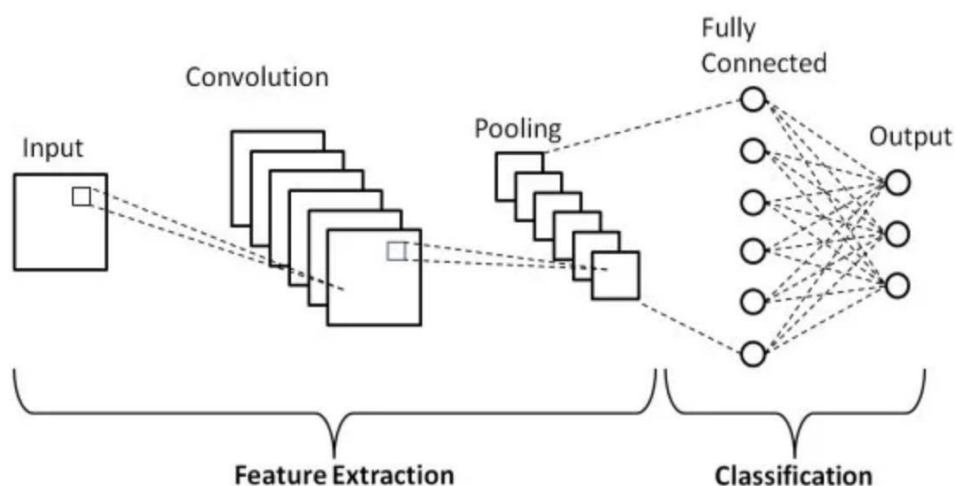 Input
Convolution
Pooling
Fully
Connected
Output
Feature Extraction
Classification